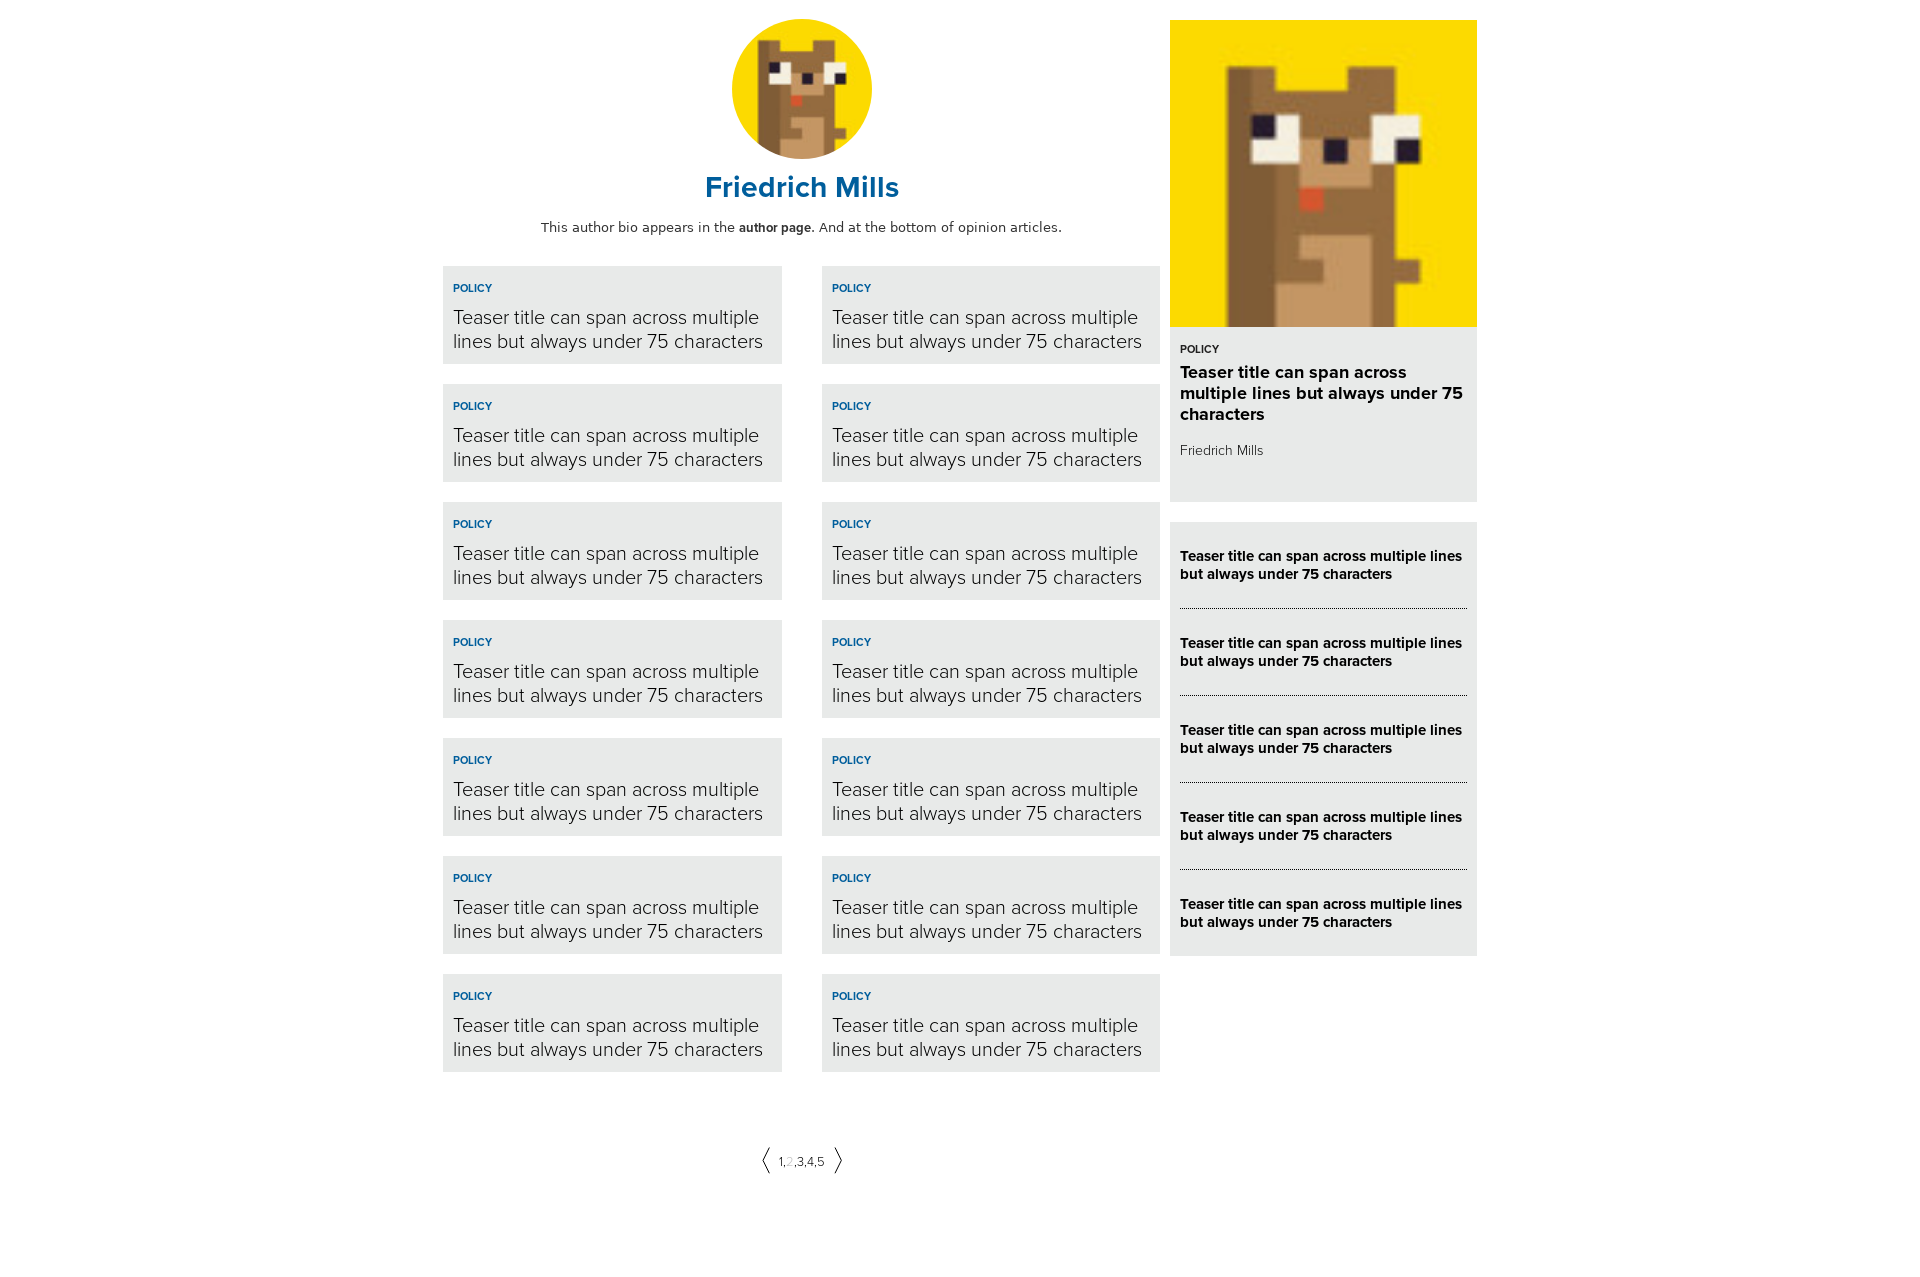 Friedrich Mills
This author bio appears in the author page. And at the bottom of opinion articles.
POLICY
Teaser title can span across multiple
lines but always under 75 characters
POLICY
Teaser title can span across multiple
lines but always under 75 characters
POLICY
Teaser title can span across multiple
lines but always under 75 characters
POLICY
Teaser title can span across multiple
lines but always under 75 characters
POLICY
Teaser title can span across multiple
lines but always under 75 characters
POLICY
Teaser title can span across multiple
lines but always under 75 characters
POLICY
Teaser title can span across multiple
lines but always under 75 characters
POLICY
Teaser title can span across multiple
lines but always under 75 characters
POLICY
Teaser title can span across multiple
lines but always under 75 characters
POLICY
Teaser title can span across multiple
lines but always under 75 characters
POLICY
Teaser title can span across multiple
lines but always under 75 characters
POLICY
Teaser title can span across multiple
lines but always under 75 characters
POLICY
Teaser title can span across multiple
lines but always under 75 characters
POLICY
Teaser title can span across multiple
lines but always under 75 characters
1,2,3,4,5
POLICY
Teaser title can span across
multiple lines but always under 75
characters
Friedrich Mills
Teaser title can span across multiple lines
but always under 75 characters
Teaser title can span across multiple lines
but always under 75 characters
Teaser title can span across multiple lines
but always under 75 characters
Teaser title can span across multiple lines
but always under 75 characters
Teaser title can span across multiple lines
but always under 75 characters